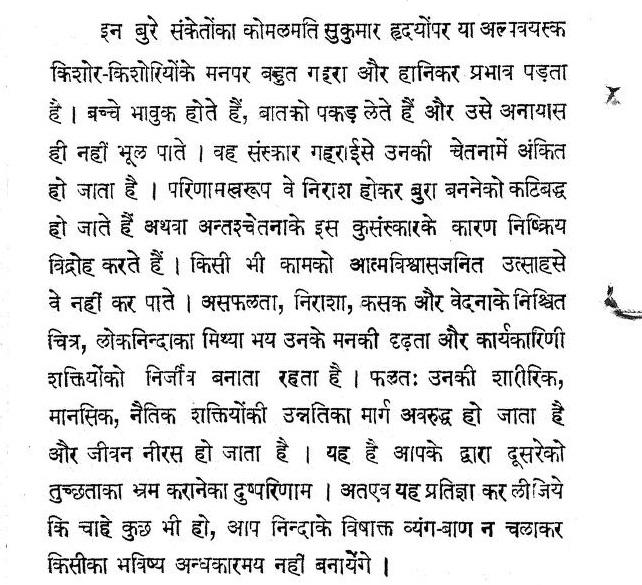 इन बुरे संकेतोंका कोमलमति सुकुमार हृदयोंपर या अल्पवयस्क
किशोर-किशोरियोंके मनपर बहुत गहरा और हानिकर प्रभाव पड़ता
है । बच्चे भावुक होते हैं, बातको पकड़ लेते हैं और उसे अनायास
ही नहीं भूल पाते । वह संस्कार गहराईसे उनकी चेतनामें अंकित
हो जाता है । परिणामस्वरूप वे निराश होकर बुरा बननेको कटिबद्ध
हो जाते हैं अथवा अन्तश्चेतनाके इस कुसंस्कारके कारण निष्क्रिय
विद्रोह करते हैं । किसी भी कामको आत्मविश्वासजनित उत्साहसे
वे नहीं कर पाते । असफलता, निराशा, कसक और वेदनाके निश्चित
चित्र, लोकनिन्दाका मिथ्या भय उनके मनकी दृढ़ता और कार्यकारिणी
शक्तियोंको निर्जीव बनाता रहता है । फलतः उनकी शारीरिक,
मानसिक, नैतिक शक्तियोंकी उन्नतिका मार्ग अवरुद्ध हो जाता है
और जीवन नीरस हो जाता है । यह है आपके द्वारा दूसरेको
तुच्छताका भ्रम करानेका दुष्परिणाम । अतएव यह प्रतिज्ञा कर लीजिये
कि चाहे कुछ भी हो, आप निन्दाके विषाक्त व्यंग-बाण न चलाकर
किसीका भविष्य अन्धकारमय नहीं बनायेंगे ।